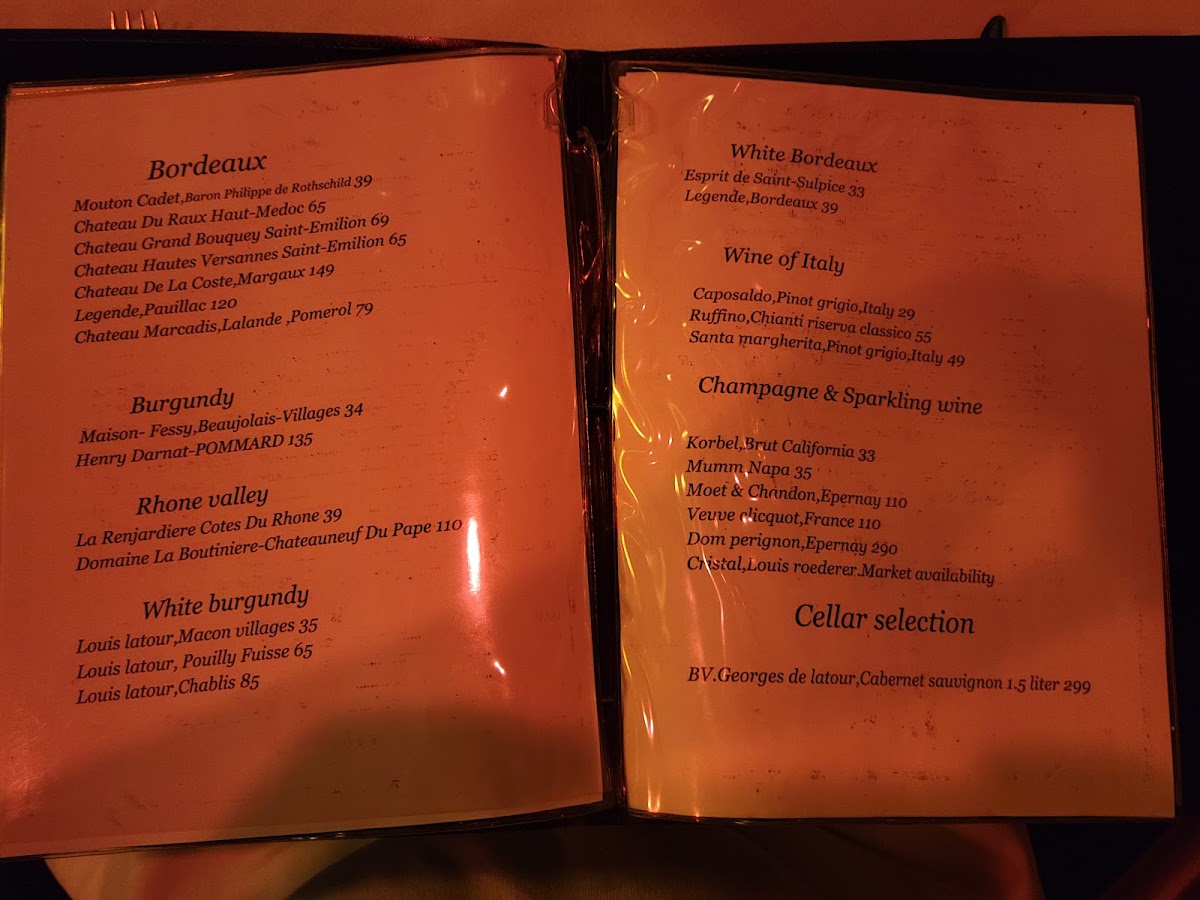 Bordeaux
Mouton Cadet,Baron Philippe de Rothschild 39
Chateau Du Raux Haut-Medoc 65
Chateau Grand Bouquey Saint-Emilion 69
Chateau Hautes Versannes Saint-Emilion 65
Chateau De La Coste,Margaux 149
Legende,Pauillac 120
Chateau Marcadis,Lalande ,Pomerol 79
Burgundy
Maison- Fessy,Beaujolais-Villages 34
Henry Darnat-POMMARD 135
Rhone valley
La Renjardiere Cotes Du Rhone 39
Domaine La Boutiniere-Chateauneuf Du Pape 110
White burgundy
Louis latour,Macon villages 35
Louis latour, Pouilly Fuisse 65
Louis latour,Chablis 85
White Bordeaux
Esprit de Saint-Sulpice 33
Legende,Bordeaux 39
Wine of Italy
Caposaldo,Pinot grigio,Italy 29
Ruffino,Chianti riserva classico 55
Santa margherita,Pinot grigio,Italy 49
Champagne & Sparkling wine
Korbel,Brut California 33
Mumm Napa 35
Moet & Chandon,Epernay 110
Veuve clicquot,France 110
Dom perignon,Epernay 290
Cristal,Louis roederer.Market availability
Cellar selection
BV.Georges de latour,Cabernet sauvignon 1.5 liter 299